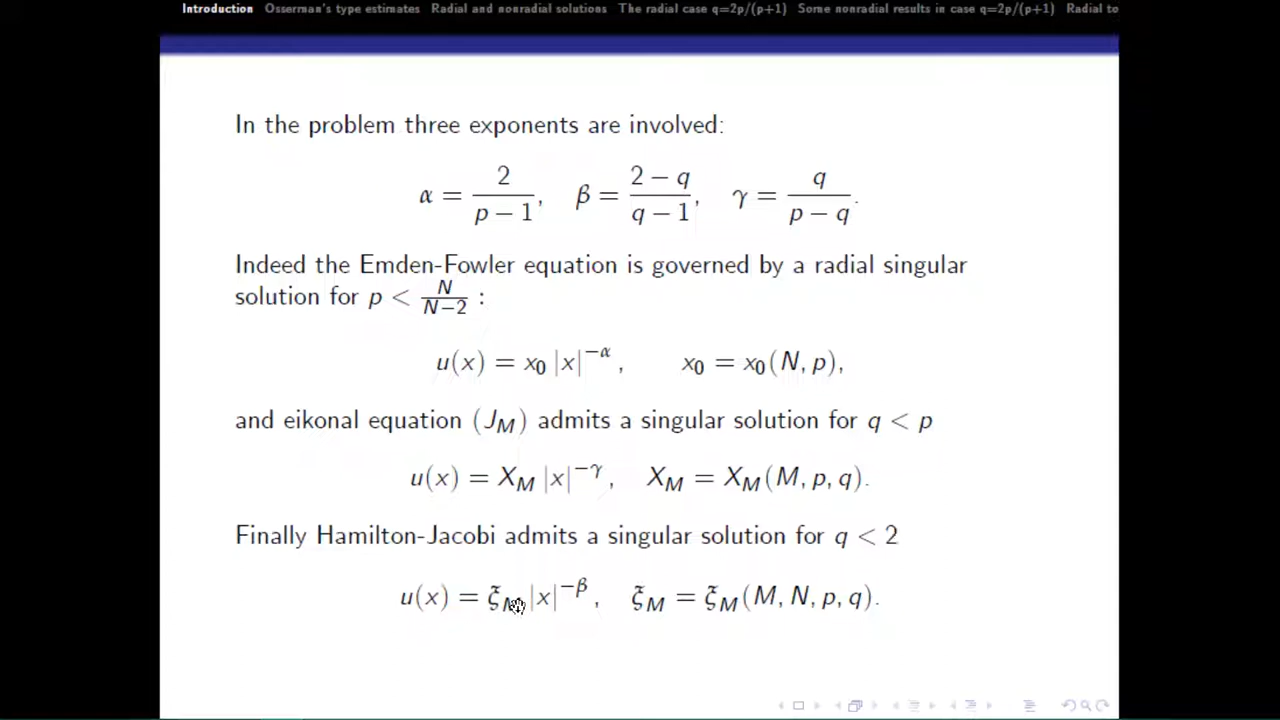 Introduction Osserman's type estimates Radial and nonradial solutions The radial case q=2p/(p+1) Some nonradial results in case q=2p/(p+1) Radial to
In the problem three exponents are involved:
α = 2/(p − 1), β = (2 − q)/(q − 1), γ = q/(p − q).
Indeed the Emden-Fowler equation is governed by a radial singular
solution for p < N/(N−2) :
u(x) = x₀ |x|^{−α}, x₀ = x₀(N, p),
and eikonal equation (J_M) admits a singular solution for q < p
u(x) = X_M |x|^{−γ}, X_M = X_M(M, p, q).
Finally Hamilton-Jacobi admits a singular solution for q < 2
u(x) = ξ_M |x|^{−β}, ξ_M = ξ_M(M, N, p, q).